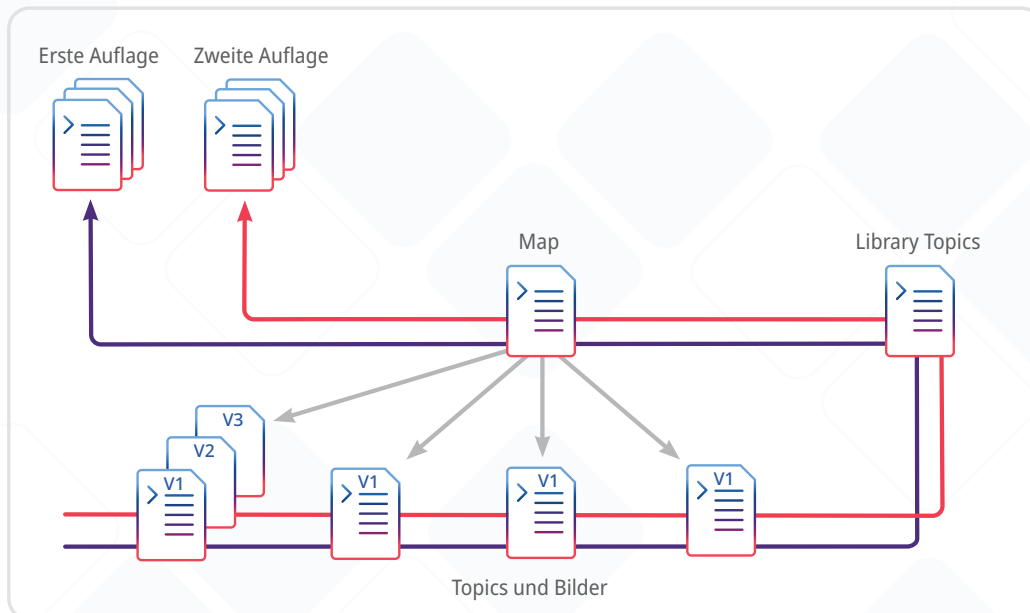 Erste Auflage
Zweite Auflage
Map
Library Topics
V3
V2
V1
V1
V1
V1
Topics und Bilder